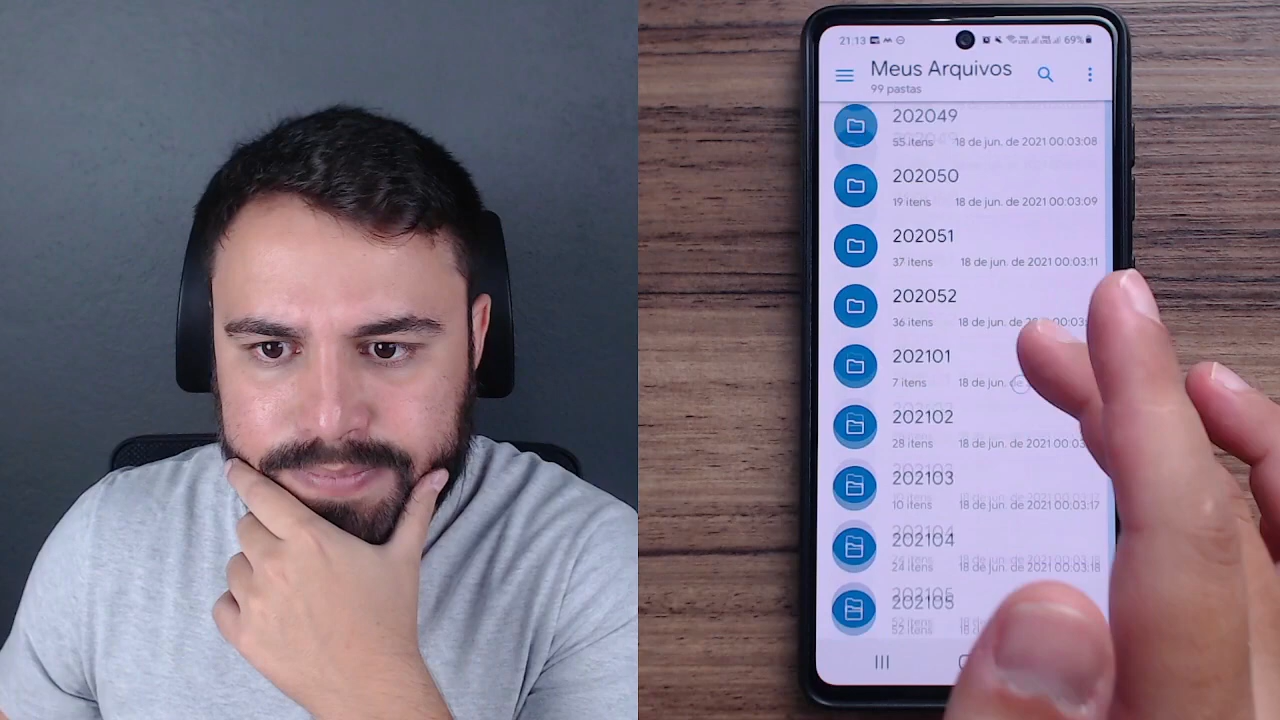 21:13
69%
Meus Arquivos
99 pastas
202049
55 itens 18 de jun. de 2021 00:03:08
202050
19 itens 18 de jun. de 2021 00:03:09
202051
37 itens 18 de jun. de 2021 00:03:11
202052
36 itens 18 de jun. de
202101
7 itens 18 de jun.
202102
28 itens 18 de jun. de 2021
202103
10 itens 18 de jun. de 2021 00:03:17
202104
24 itens 18 de jun. de 2021 00:03:18
202105
52 itens